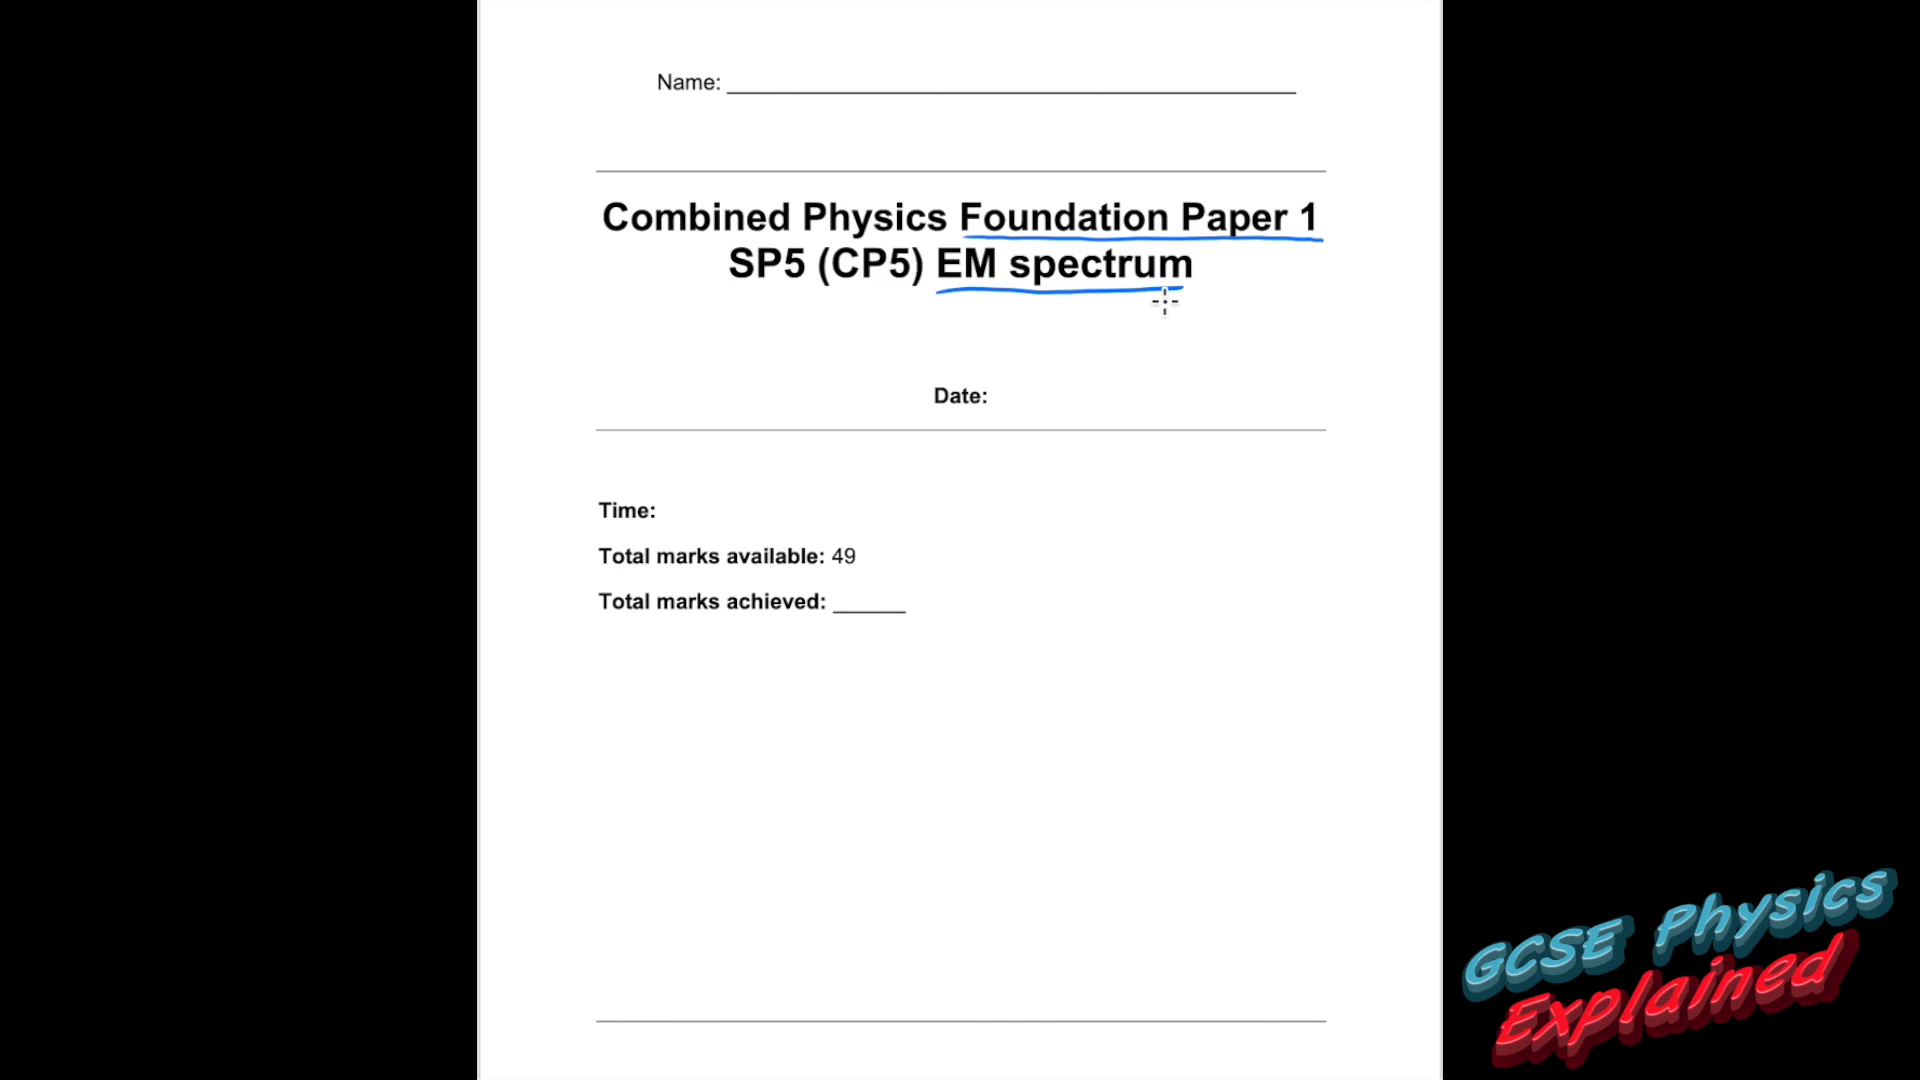 Name:
Combined Physics Foundation Paper 1
SP5 (CP5) EM spectrum
Date:
Time:
Total marks available: 49
Total marks achieved:
GCSE Physics
Explained